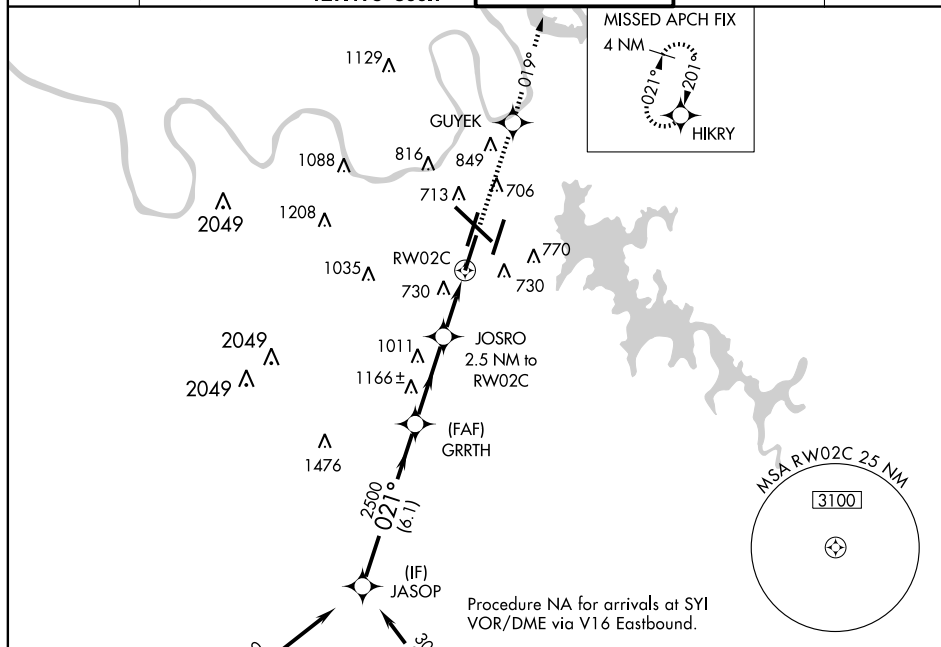 MISSED APCH FIX
4 NM
021°
201°
HIKRY
1129
019°
GUYEK
1088
816
849
713
706
2049
1208
RW02C
770
1035
730
730
JOSRO
2.5 NM to
RW02C
2049
1011
2049
1166 ±
(FAF)
GRRTH
1476
2500
021°
(6.1)
MSA RW02C 25 NM
3100
(IF)
JASOP
Procedure NA for arrivals at SYI
VOR/DME via V16 Eastbound.